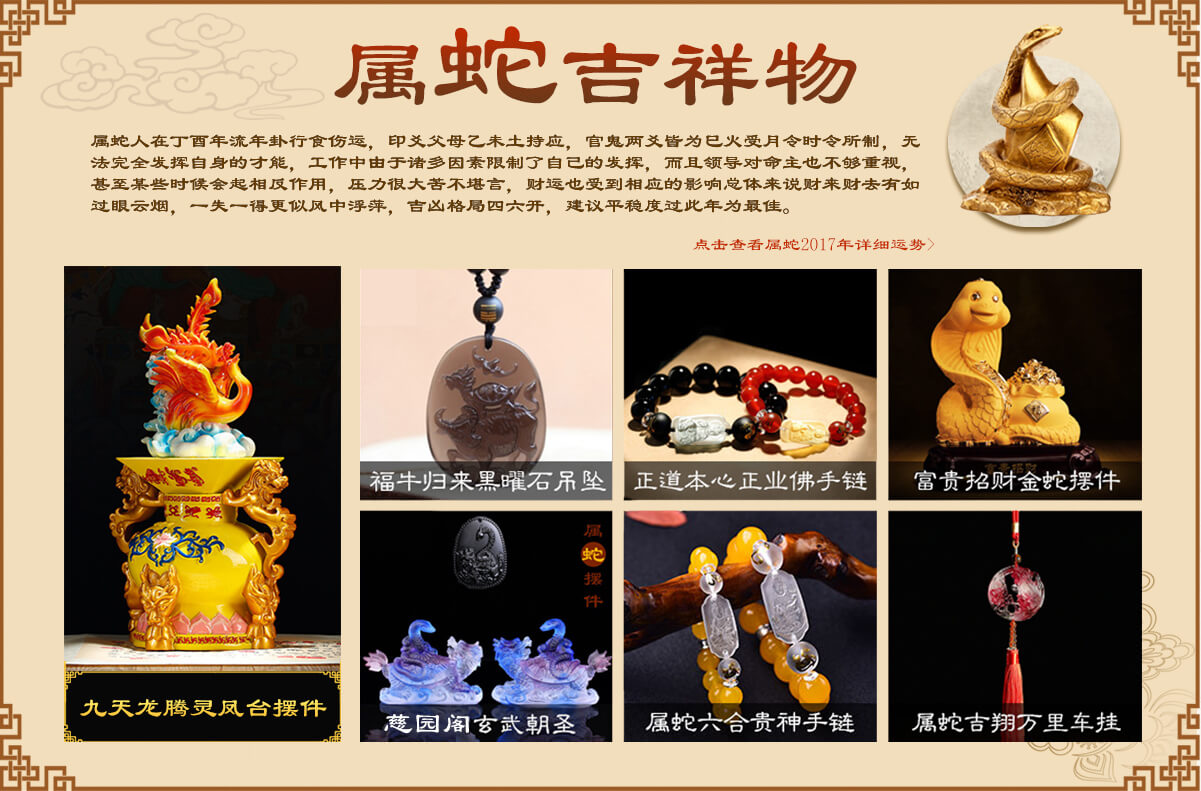 属蛇吉祥物
属蛇人在丁酉年流年卦行食伤运，印爻父母乙未土持应，官鬼两爻皆为巳火受月令时令所制，无
法完全发挥自身的才能，工作中由于诸多因素限制了自己的发挥，而且领导对命主也不够重视，
甚至某些时候会起相反作用，压力很大苦不堪言，财运也受到相应的影响总体来说财来财去有如
过眼云烟，一失一得更似风中浮萍，吉凶格局四六开，建议平稳度过此年为最佳。
点击查看属蛇2017年详细运势>
九天龙腾灵凤台摆件
福牛归来黑曜石吊坠
正道本心正业佛手链
富贵招财金蛇摆件
属蛇摆件
慈园阁玄武朝圣
属蛇六合贵神手链
属蛇吉翔万里车挂